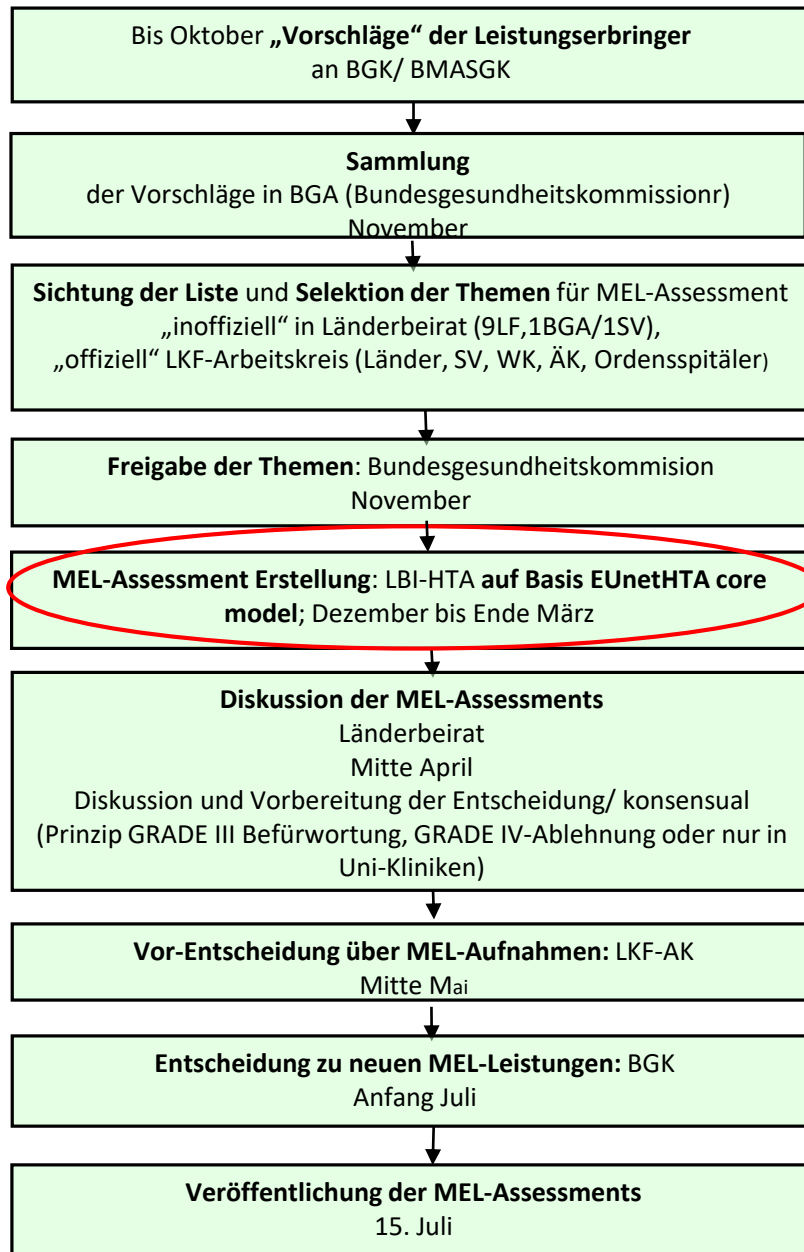 Bis Oktober „Vorschläge“ der Leistungserbringer
an BGK/ BMASGK
Sammlung
der Vorschläge in BGA (Bundesgesundheitskommissionr)
November
Sichtung der Liste und Selektion der Themen für MEL-Assessment
„inoffiziell“ in Länderbeirat (9LF,1BGA/1SV),
„offiziell“ LKF-Arbeitskreis (Länder, SV, WK, ÄK, Ordensspitäler)
Freigabe der Themen: Bundesgesundheitskommision
November
MEL-Assessment Erstellung: LBI-HTA auf Basis EUnetHTA core
model; Dezember bis Ende März
Diskussion der MEL-Assessments
Länderbeirat
Mitte April
Diskussion und Vorbereitung der Entscheidung/ konsensual
(Prinzip GRADE III Befürwortung, GRADE IV-Ablehnung oder nur in
Uni-Kliniken)
Vor-Entscheidung über MEL-Aufnahmen: LKF-AK
Mitte Mai
Entscheidung zu neuen MEL-Leistungen: BGK
Anfang Juli
Veröffentlichung der MEL-Assessments
15. Juli